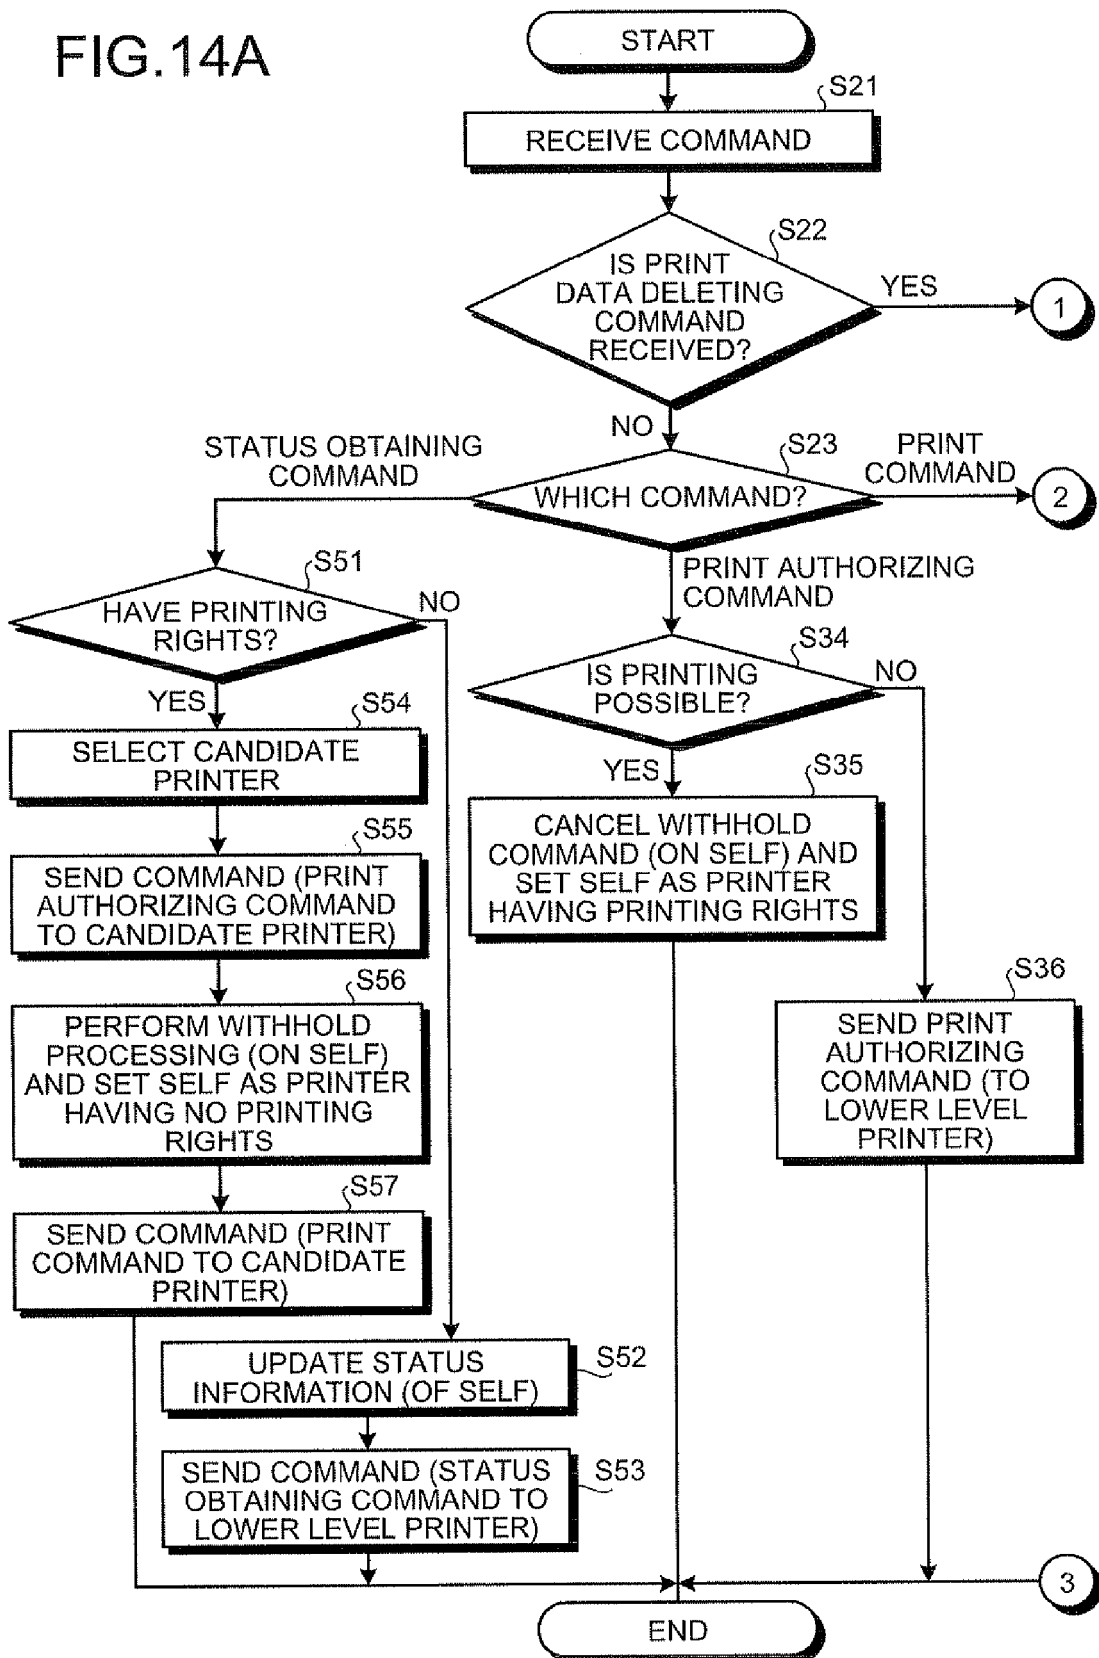 FIG.14A
START
S21
RECEIVE COMMAND
S22
IS PRINT
DATA DELETING
COMMAND
RECEIVED?
YES
1
NO
STATUS OBTAINING
COMMAND
S23
WHICH COMMAND?
PRINT
COMMAND
2
PRINT AUTHORIZING
COMMAND
S51
HAVE PRINTING
RIGHTS?
NO
YES
S34
IS PRINTING
POSSIBLE?
NO
YES
S54
SELECT CANDIDATE
PRINTER
S35
CANCEL WITHHOLD
COMMAND (ON SELF) AND
SET SELF AS PRINTER
HAVING PRINTING RIGHTS
S55
SEND COMMAND (PRINT
AUTHORIZING COMMAND
TO CANDIDATE PRINTER)
S56
PERFORM WITHHOLD
PROCESSING (ON SELF)
AND SET SELF AS PRINTER
HAVING NO PRINTING
RIGHTS
S36
SEND PRINT
AUTHORIZING
COMMAND (TO
LOWER LEVEL
PRINTER)
S57
SEND COMMAND (PRINT
COMMAND TO CANDIDATE
PRINTER)
UPDATE STATUS
INFORMATION (OF SELF)
S52
SEND COMMAND (STATUS
OBTAINING COMMAND TO
LOWER LEVEL PRINTER)
S53
3
END